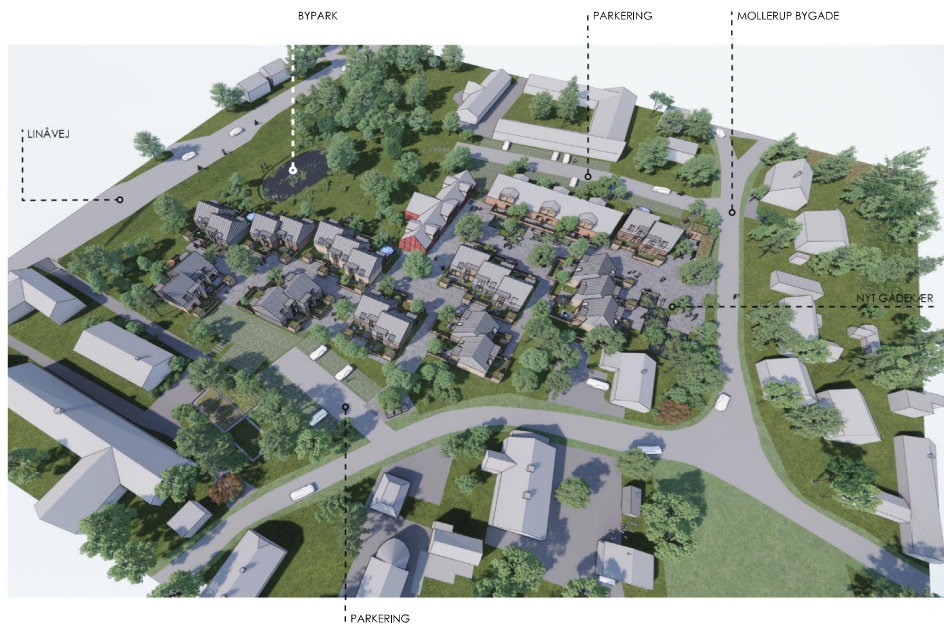 BYPARK
PARKERING
MOLLERUP BYGADE
LINÅVEJ
NYT GADEKÆR
PARKERING